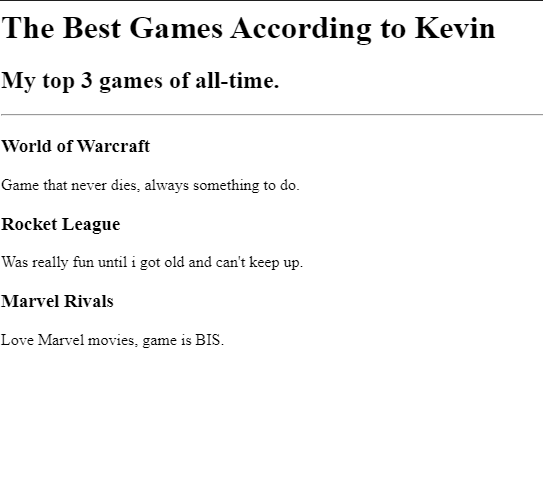 The Best Games According to Kevin
My top 3 games of all-time.
World of Warcraft
Game that never dies, always something to do.
Rocket League
Was really fun until i got old and can't keep up.
Marvel Rivals
Love Marvel movies, game is BIS.